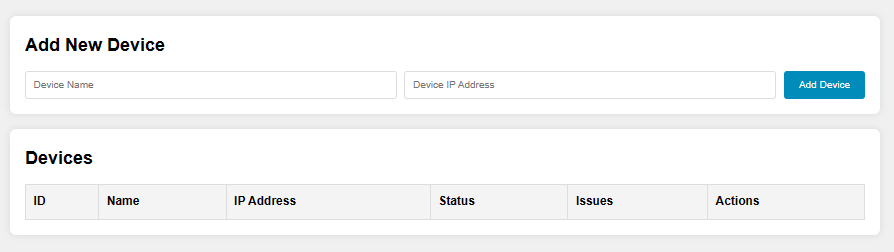 Add New Device
Device Name Device IP Address Add Device
Devices
ID Name IP Address Status Issues Actions